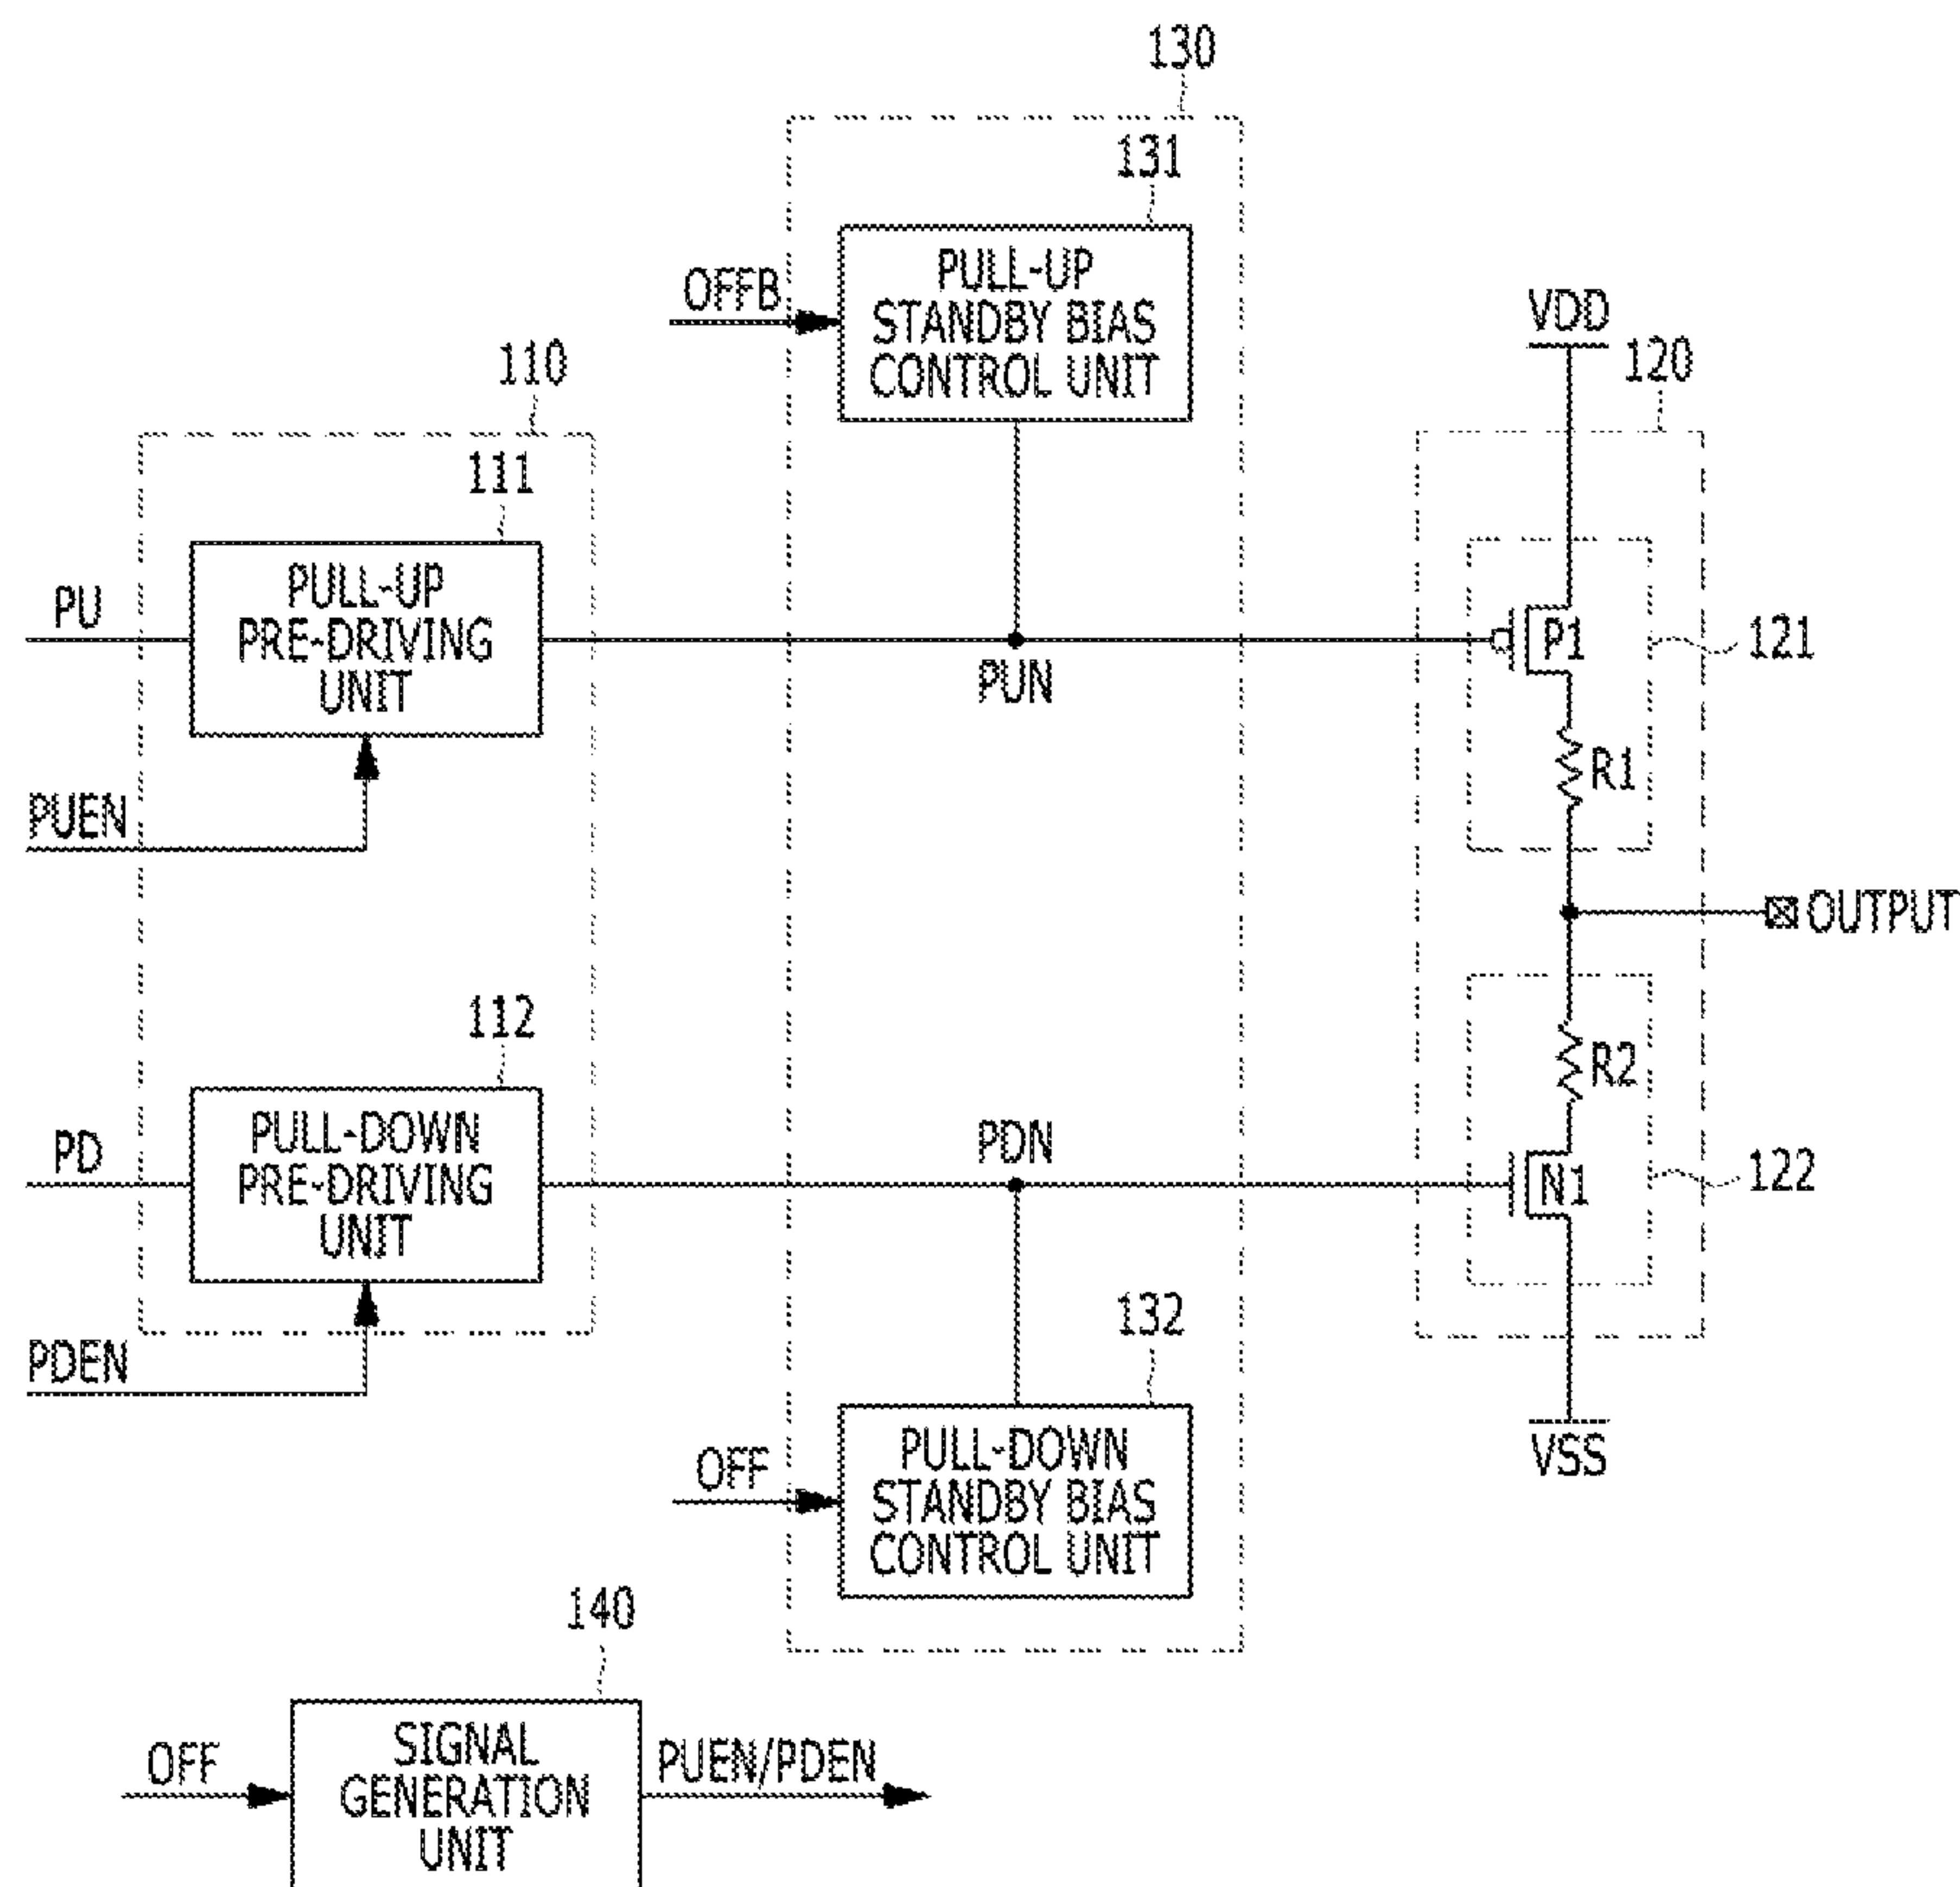 130
131
OFFB
PULL-UP
STANDBY BIAS
CONTROL UNIT
VDD
120
110
111
PU
PULL-UP
PRE-DRIVING
UNIT
PUN
P1
121
R1
PUEN
OUTPUT
112
R2
PD
PULL-DOWN
PRE-DRIVING
UNIT
PDN
N1
122
132
PDEN
OFF
PULL-DOWN
STANDBY BIAS
CONTROL UNIT
VSS
140
OFF
SIGNAL
GENERATION
UNIT
PUEN/PDEN